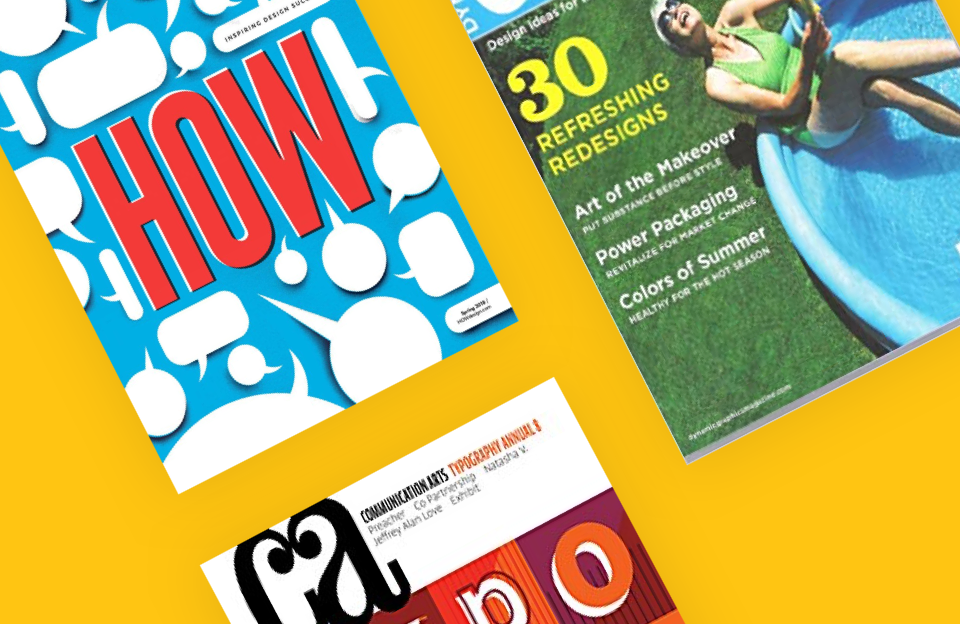 INSPIRING DESIGN
HOW
Spring 2018 /
HOWdesign.com
Design Ideas for
30
REFRESHING
REDESIGNS
Art of the Makeover
PUT SUBSTANCE BEFORE STYLE
Power Packaging
REVITALIZE FOR MARKET CHANGE
Colors of Summer
HEALTHY FOR THE HOT SEASON
dynamicgraphicsmagazine.com
COMMUNICATION ARTS TYPOGRAPHY ANNUAL 8
Preacher Co Partnership Natasha V.
Jeffrey Alan Love Exhibit
ca
po